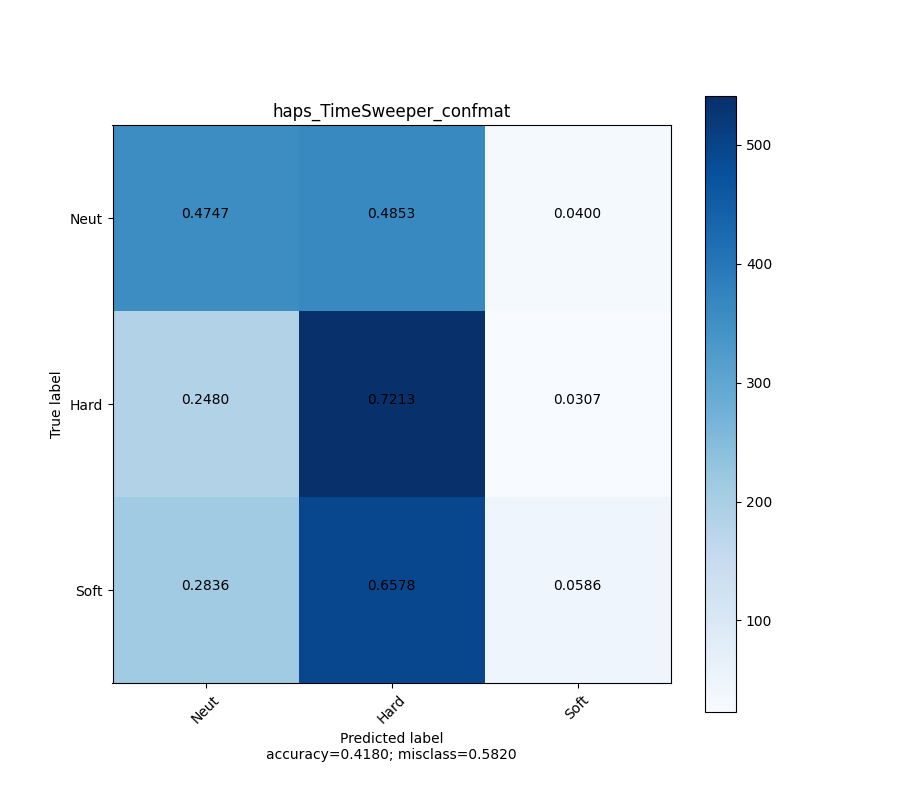 haps_TimeSweeper_confmat
Neut 0.4747 0.4853 0.0400
Hard 0.2480 0.7213 0.0307
Soft 0.2836 0.6578 0.0586
True label
Neut Hard Soft
Predicted label
accuracy=0.4180; misclass=0.5820
500
400
300
200
100